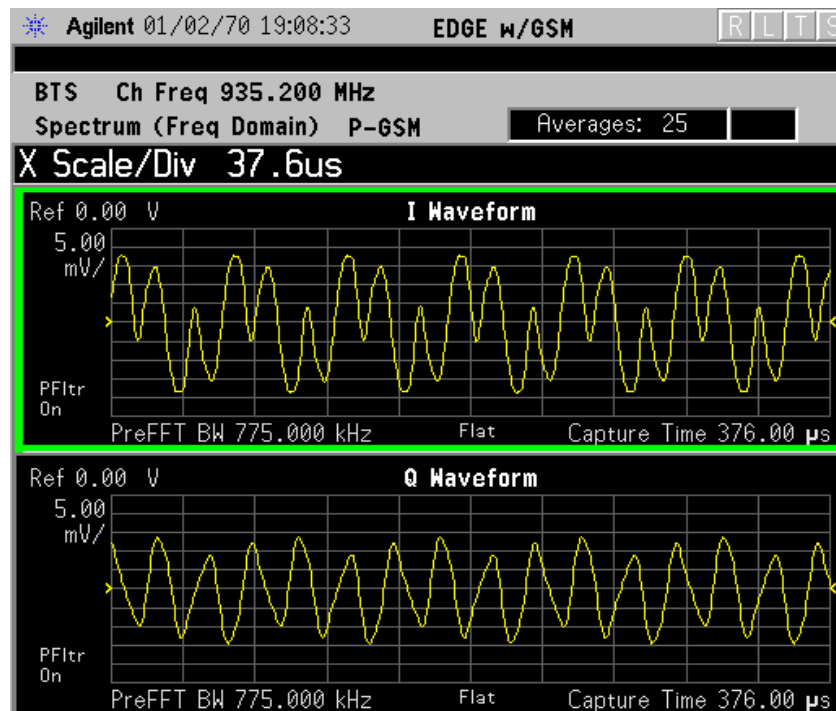 Agilent 01/02/70 19:08:33 EDGE w/GSM R L T S
BTS Ch Freq 935.200 MHz
Spectrum (Freq Domain) P-GSM Averages: 25
X Scale/Div 37.6us
Ref 0.00 V I Waveform
5.00
mV/
PFltr
On
PreFFT BW 775.000 kHz Flat Capture Time 376.00 µs
Ref 0.00 V Q Waveform
5.00
mV/
PFltr
On
PreFFT BW 775.000 kHz Flat Capture Time 376.00 µs